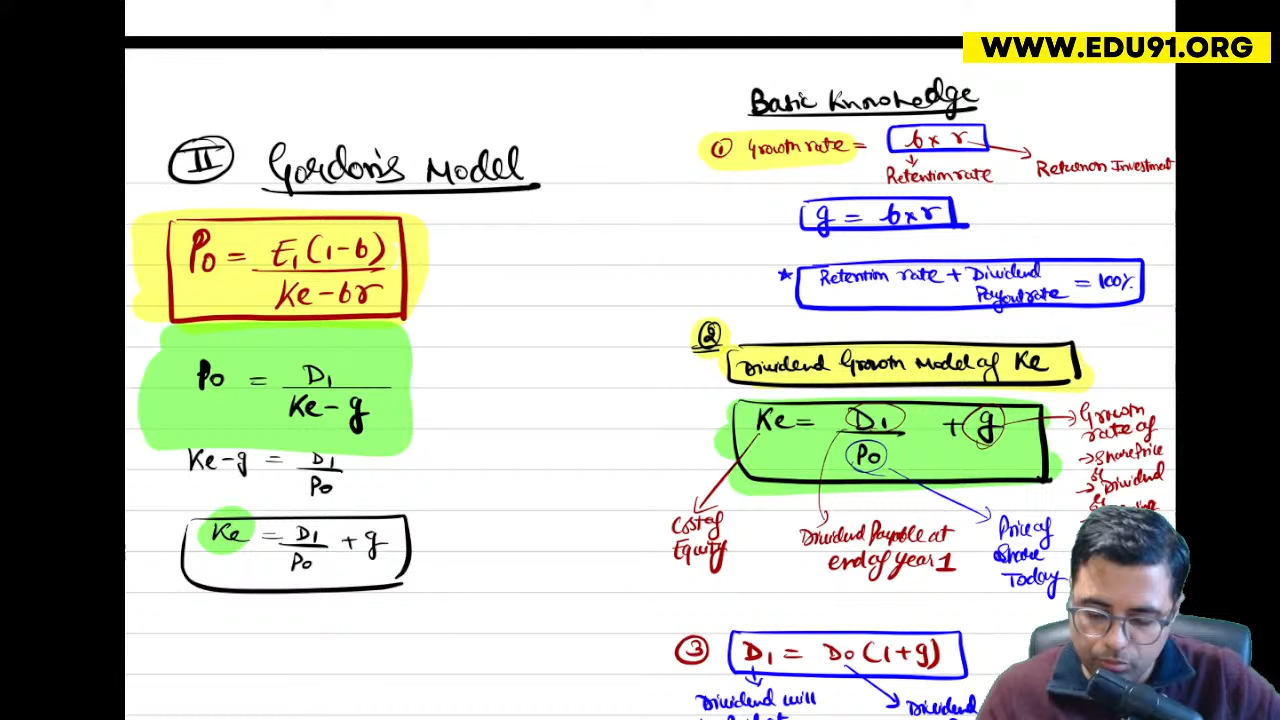 WWW.EDU91.ORG
Basic Knowledge
① Growth rate = b × r
Retention rate
Return on Investment
g = b × r
* Retention rate + Dividend Payout rate = 100%
② Dividend Growth Model of Ke
Ke = D₁ / P₀ + g
Growth
rate of
→ Share Price
or
→ Dividend
or
Cost of
Equity
Dividend Payable at
end of year 1
Price of
Share
Today
③ D₁ = D₀ (1+g)
Dividend will
Dividend
II Gordon's Model
P₀ = E₁ (1-b) / Ke - br
P₀ = D₁ / Ke - g
Ke - g = D₁ / P₀
Ke = D₁ / P₀ + g